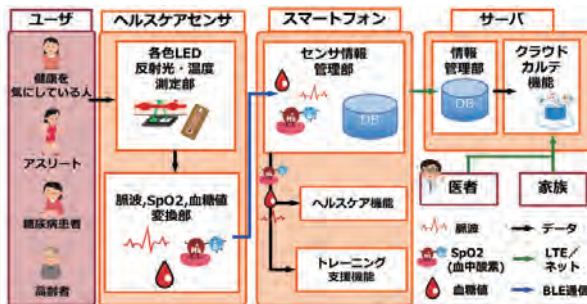 ユーザ
健康を
気にしている人
アスリート
糖尿病患者
高齢者
ヘルスケアセンサ
各色LED
反射光・温度
測定部
脈波,SpO2,血糖値
変換部
スマートフォン
センサ情報
管理部
DB
ヘルスケア機能
トレーニング
支援機能
サーバ
情報
管理部
DB
クラウド
カルテ
機能
医者
家族
脈波
SpO2
(血中酸素)
血糖値
データ
LTE/
ネット
BLE通信